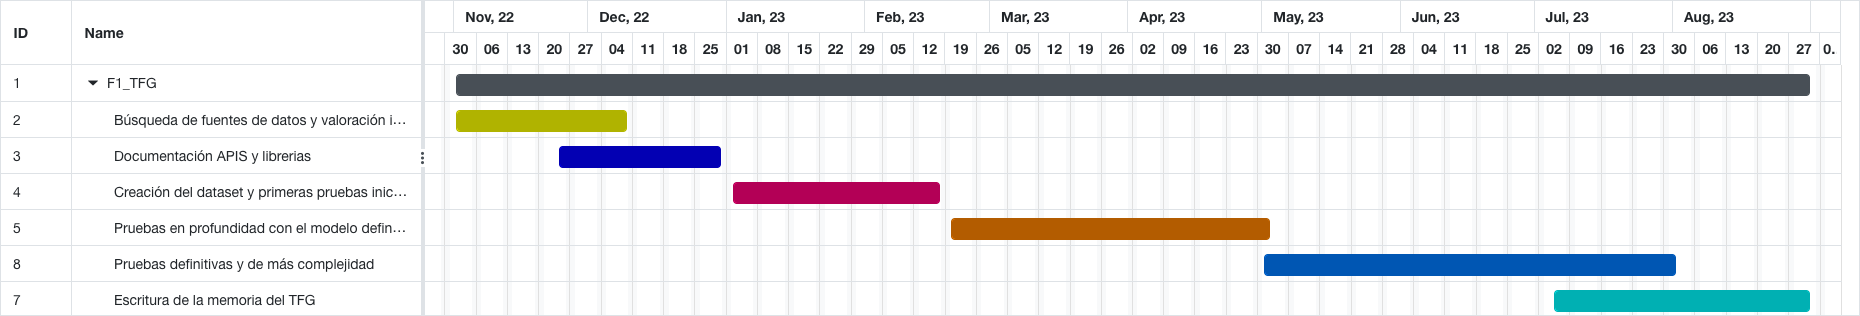 ID Name Nov, 22 Dec, 22 Jan, 23 Feb, 23 Mar, 23 Apr, 23 May, 23 Jun, 23 Jul, 23 Aug, 23
30 06 13 20 27 04 11 18 25 01 08 15 22 29 05 12 19 26 05 12 19 26 02 09 16 23 30 07 14 21 28 04 11 18 25 02 09 16 23 30 06 13 20 27 0.
1 F1_TFG
2 Búsqueda de fuentes de datos y valoración i...
3 Documentación APIS y librerias
4 Creación del dataset y primeras pruebas inic...
5 Pruebas en profundidad con el modelo defin...
8 Pruebas definitivas y de más complejidad
7 Escritura de la memoria del TFG